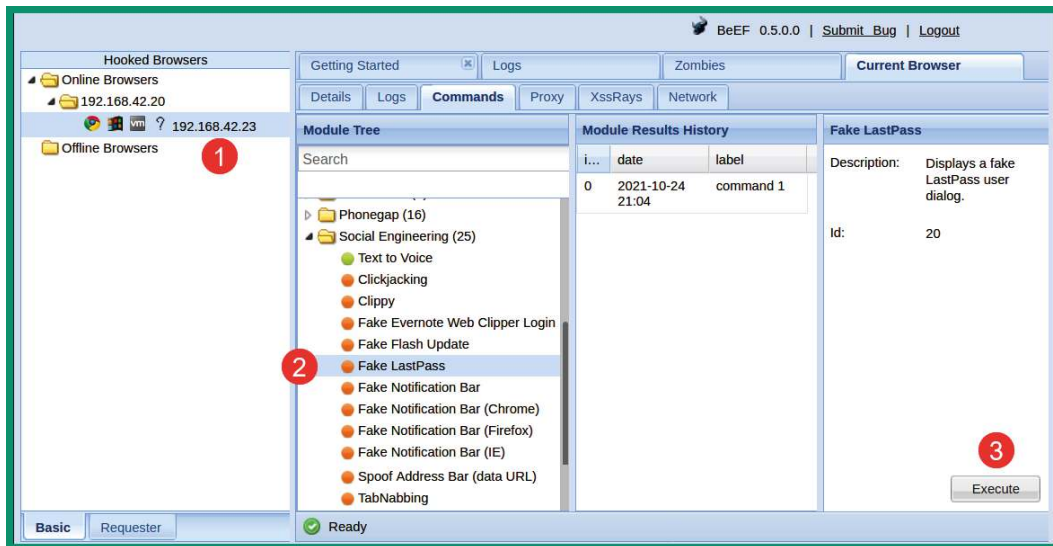 BeEF 0.5.0.0 | Submit Bug | Logout
Hooked Browsers
Online Browsers
192.168.42.20
? 192.168.42.23
Offline Browsers
1
Basic
Requester
Getting Started
Logs
Zombies
Current Browser
Details
Logs
Commands
Proxy
XssRays
Network
Module Tree
Search
Phonegap (16)
Social Engineering (25)
Text to Voice
Clickjacking
Clippy
Fake Evernote Web Clipper Login
Fake Flash Update
2
Fake LastPass
Fake Notification Bar
Fake Notification Bar (Chrome)
Fake Notification Bar (Firefox)
Fake Notification Bar (IE)
Spoof Address Bar (data URL)
TabNabbing
Module Results History
i... date label
0 2021-10-24 command 1
21:04
Fake LastPass
Description: Displays a fake
LastPass user
dialog.
Id: 20
3
Execute
Ready